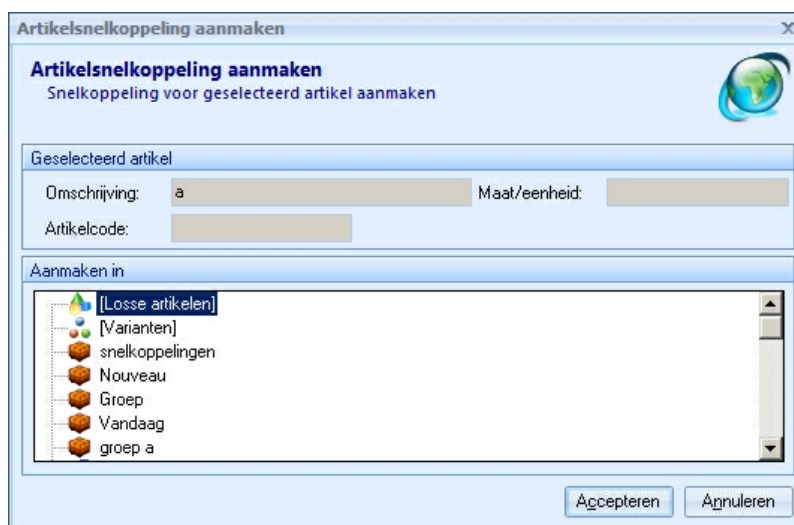 Artikelsnelkoppeling aanmaken
Artikelsnelkoppeling aanmaken
Snelkoppeling voor geselecteerd artikel aanmaken
Geselecteerd artikel
Omschrijving: a Maat/eenheid:
Artikelcode:
Aanmaken in
[Losse artikelen]
[Varianten]
snelkoppelingen
Nouveau
Groep
Vandaag
groep a
Accepteren Annuleren